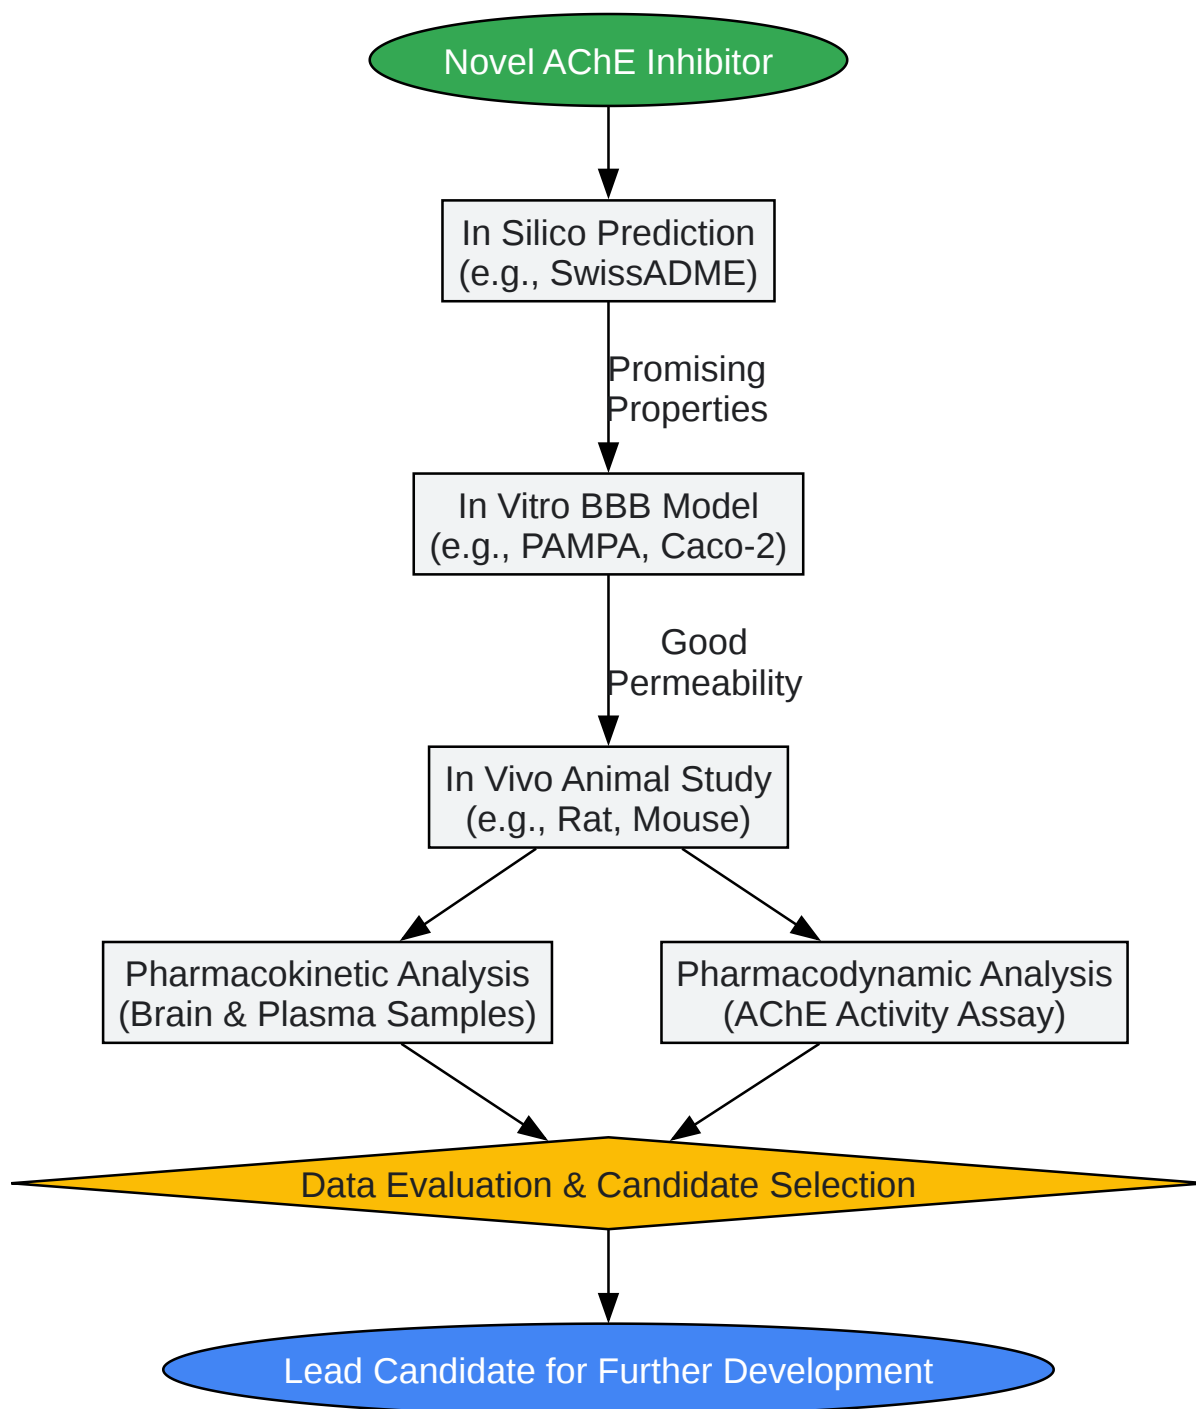 Novel AChE Inhibitor
In Silico Prediction
(e.g., SwissADME)
Promising
Properties
In Vitro BBB Model
(e.g., PAMPA, Caco-2)
Good
Permeability
In Vivo Animal Study
(e.g., Rat, Mouse)
Pharmacokinetic Analysis
(Brain & Plasma Samples)
Pharmacodynamic Analysis
(AChE Activity Assay)
Data Evaluation & Candidate Selection
Lead Candidate for Further Development